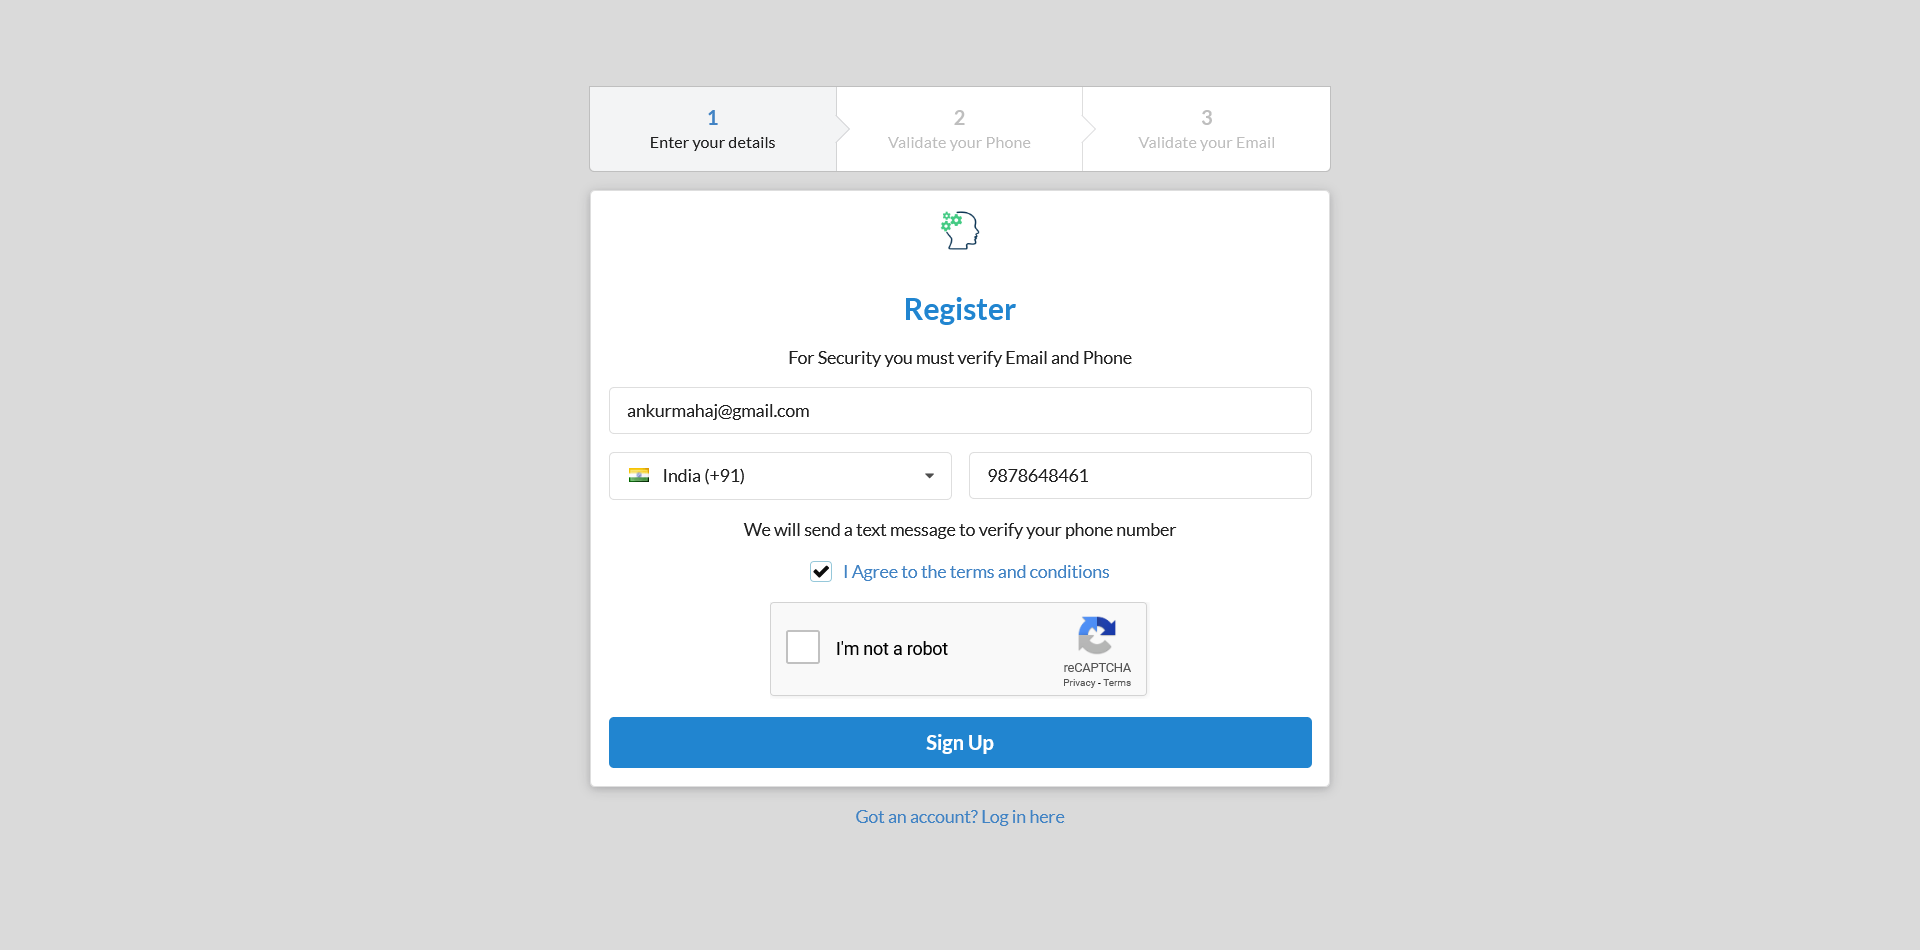 1
Enter your details
2
Validate your Phone
3
Validate your Email
Register
For Security you must verify Email and Phone
ankurmahaj@gmail.com
India (+91)
9878648461
We will send a text message to verify your phone number
I Agree to the terms and conditions
I'm not a robot
reCAPTCHA
Privacy - Terms
Sign Up
Got an account? Log in here